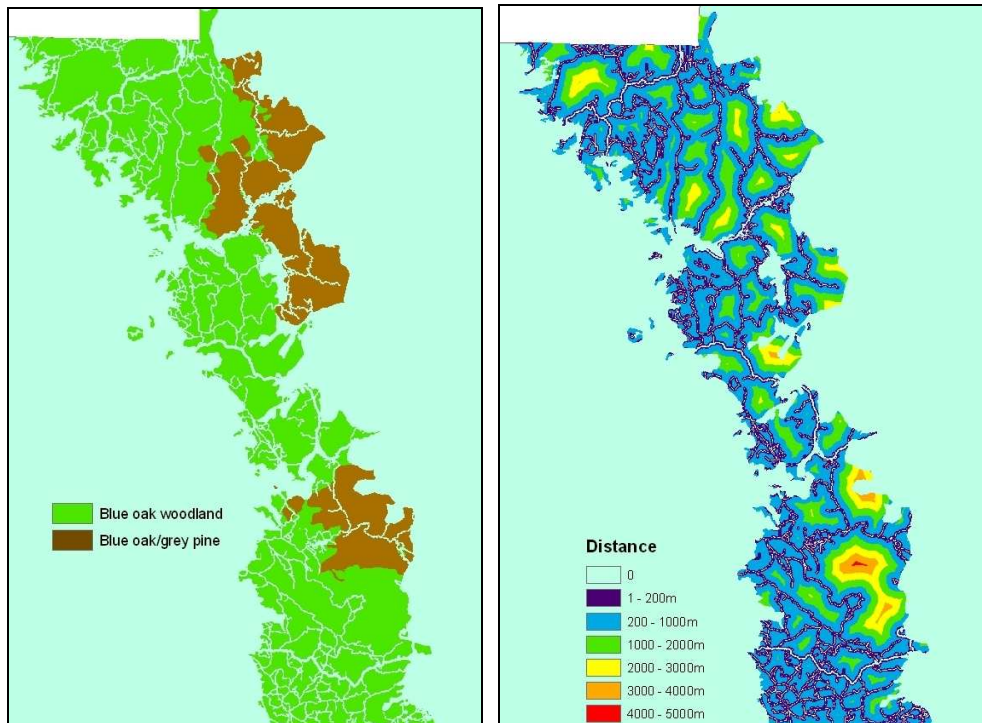 Blue oak woodland
Blue oak/grey pine
Distance
0
1 - 200m
200 - 1000m
1000 - 2000m
2000 - 3000m
3000 - 4000m
4000 - 5000m